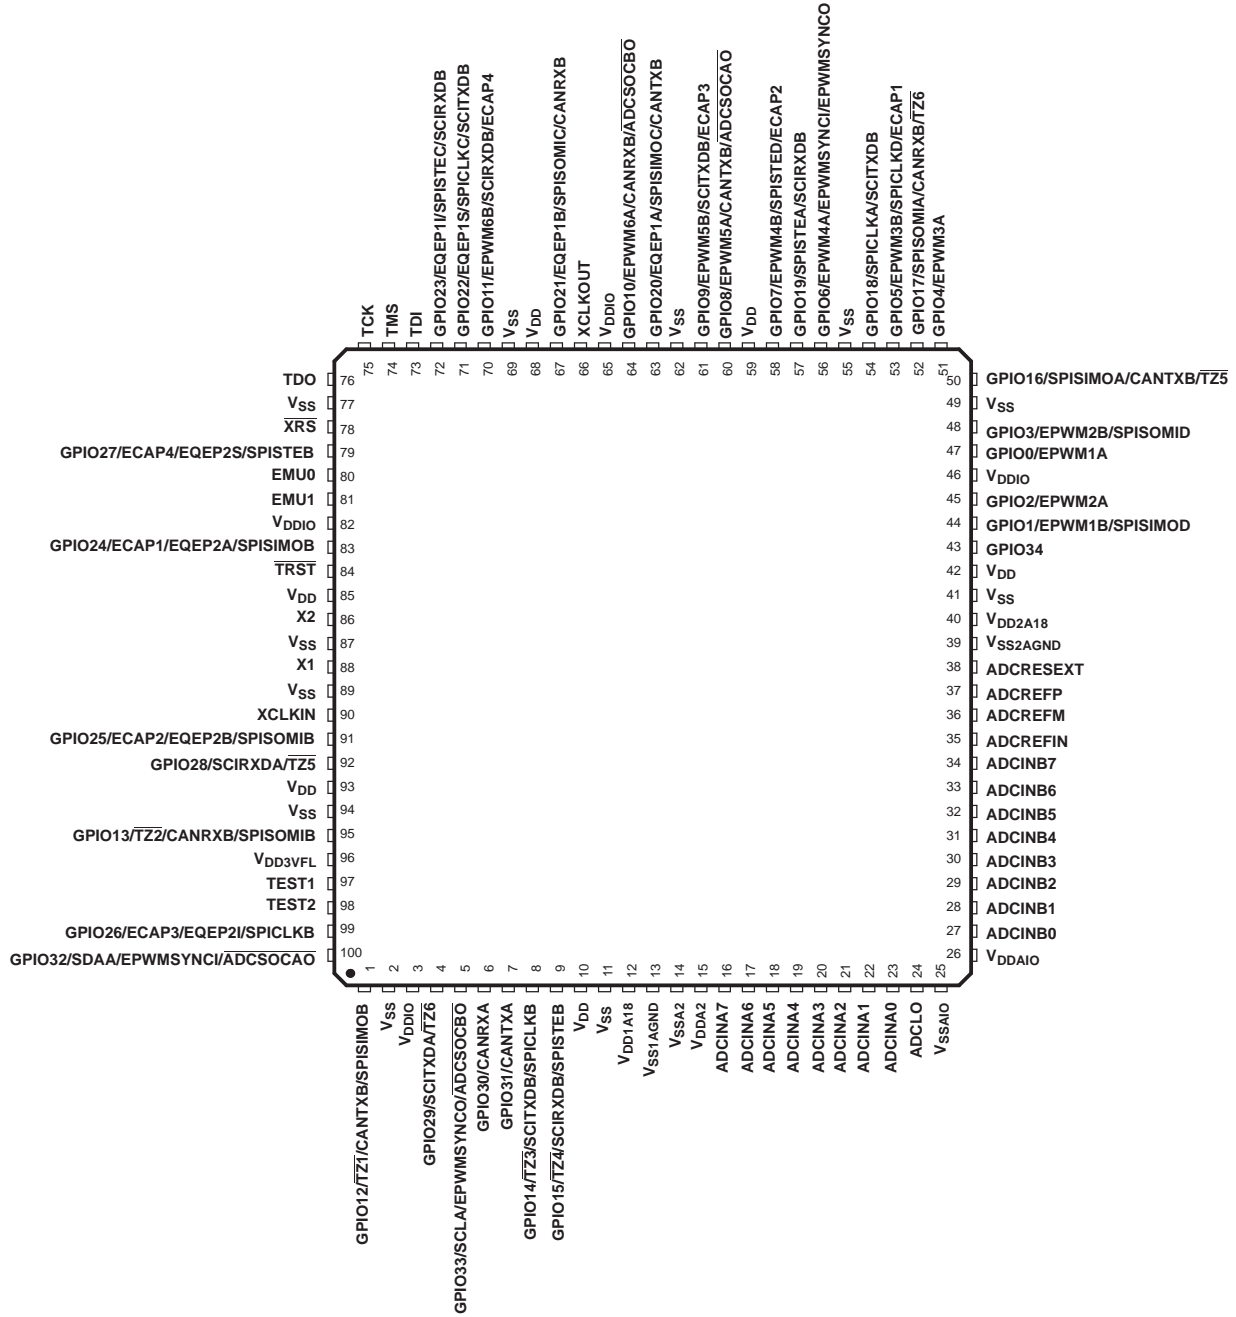 GPIO23/EQEP1I/SPISTEC/SCIRXDB
GPIO22/EQEP1S/SPICLKC/SCITXDB
GPIO11/EPWM6B/SCIRXDB/ECAP4
GPIO21/EQEP1B/SPISOMIC/CANRXB
GPIO10/EPWM6A/CANRXB/ADCSOCBO
GPIO20/EQEP1A/SPISIMOC/CANTXB
GPIO9/EPWM5B/SCITXDB/ECAP3
GPIO8/EPWM5A/CANTXB/ADCSOCAO
GPIO7/EPWM4B/SPISTED/ECAP2
GPIO19/SPISTEA/SCIRXDB
GPIO6/EPWM4A/EPWMSYNCI/EPWMSYNCO
GPIO18/SPICLKA/SCITXDB
GPIO5/EPWM3B/SPICLKD/ECAP1
GPIO17/SPISOMIA/CANRXB/TZ6
GPIO4/EPWM3A
TCK
TMS
TDI
VSS
VDD
XCLKOUT
VDDIO
VSS
VDD
VSS
75
74
73
72
71
70
69
68
67
66
65
64
63
62
61
60
59
58
57
56
55
54
53
52
51
TDO 76
VSS 77
XRS 78
GPIO27/ECAP4/EQEP2S/SPISTEB 79
EMU0 80
EMU1 81
VDDIO 82
GPIO24/ECAP1/EQEP2A/SPISIMOB 83
TRST 84
VDD 85
X2 86
VSS 87
X1 88
VSS 89
XCLKIN 90
GPIO25/ECAP2/EQEP2B/SPISOMIB 91
GPIO28/SCIRXDA/TZ5 92
VDD 93
VSS 94
GPIO13/TZ2/CANRXB/SPISOMIB 95
VDD3VFL 96
TEST1 97
TEST2 98
GPIO26/ECAP3/EQEP2I/SPICLKB 99
GPIO32/SDAA/EPWMSYNCI/ADCSOCAO 100
50 GPIO16/SPISIMOA/CANTXB/TZ5
49 VSS
48 GPIO3/EPWM2B/SPISOMID
47 GPIO0/EPWM1A
46 VDDIO
45 GPIO2/EPWM2A
44 GPIO1/EPWM1B/SPISIMOD
43 GPIO34
42 VDD
41 VSS
40 VDD2A18
39 VSS2AGND
38 ADCRESEXT
37 ADCREFP
36 ADCREFM
35 ADCREFIN
34 ADCINB7
33 ADCINB6
32 ADCINB5
31 ADCINB4
30 ADCINB3
29 ADCINB2
28 ADCINB1
27 ADCINB0
26 VDDAIO
1
2
3
4
5
6
7
8
9
10
11
12
13
14
15
16
17
18
19
20
21
22
23
24
25
GPIO12/TZ1/CANTXB/SPISIMOB
VSS
VDDIO
GPIO29/SCITXDA/TZ6
GPIO33/SCLA/EPWMSYNCO/ADCSOCBO
GPIO30/CANRXA
GPIO31/CANTXA
GPIO14/TZ3/SCITXDB/SPICLKB
GPIO15/TZ4/SCIRXDB/SPISTEB
VDD
VSS
VDD1A18
VSS1AGND
VSSA2
VDDA2
ADCINA7
ADCINA6
ADCINA5
ADCINA4
ADCINA3
ADCINA2
ADCINA1
ADCINA0
ADCLO
VSSAIO